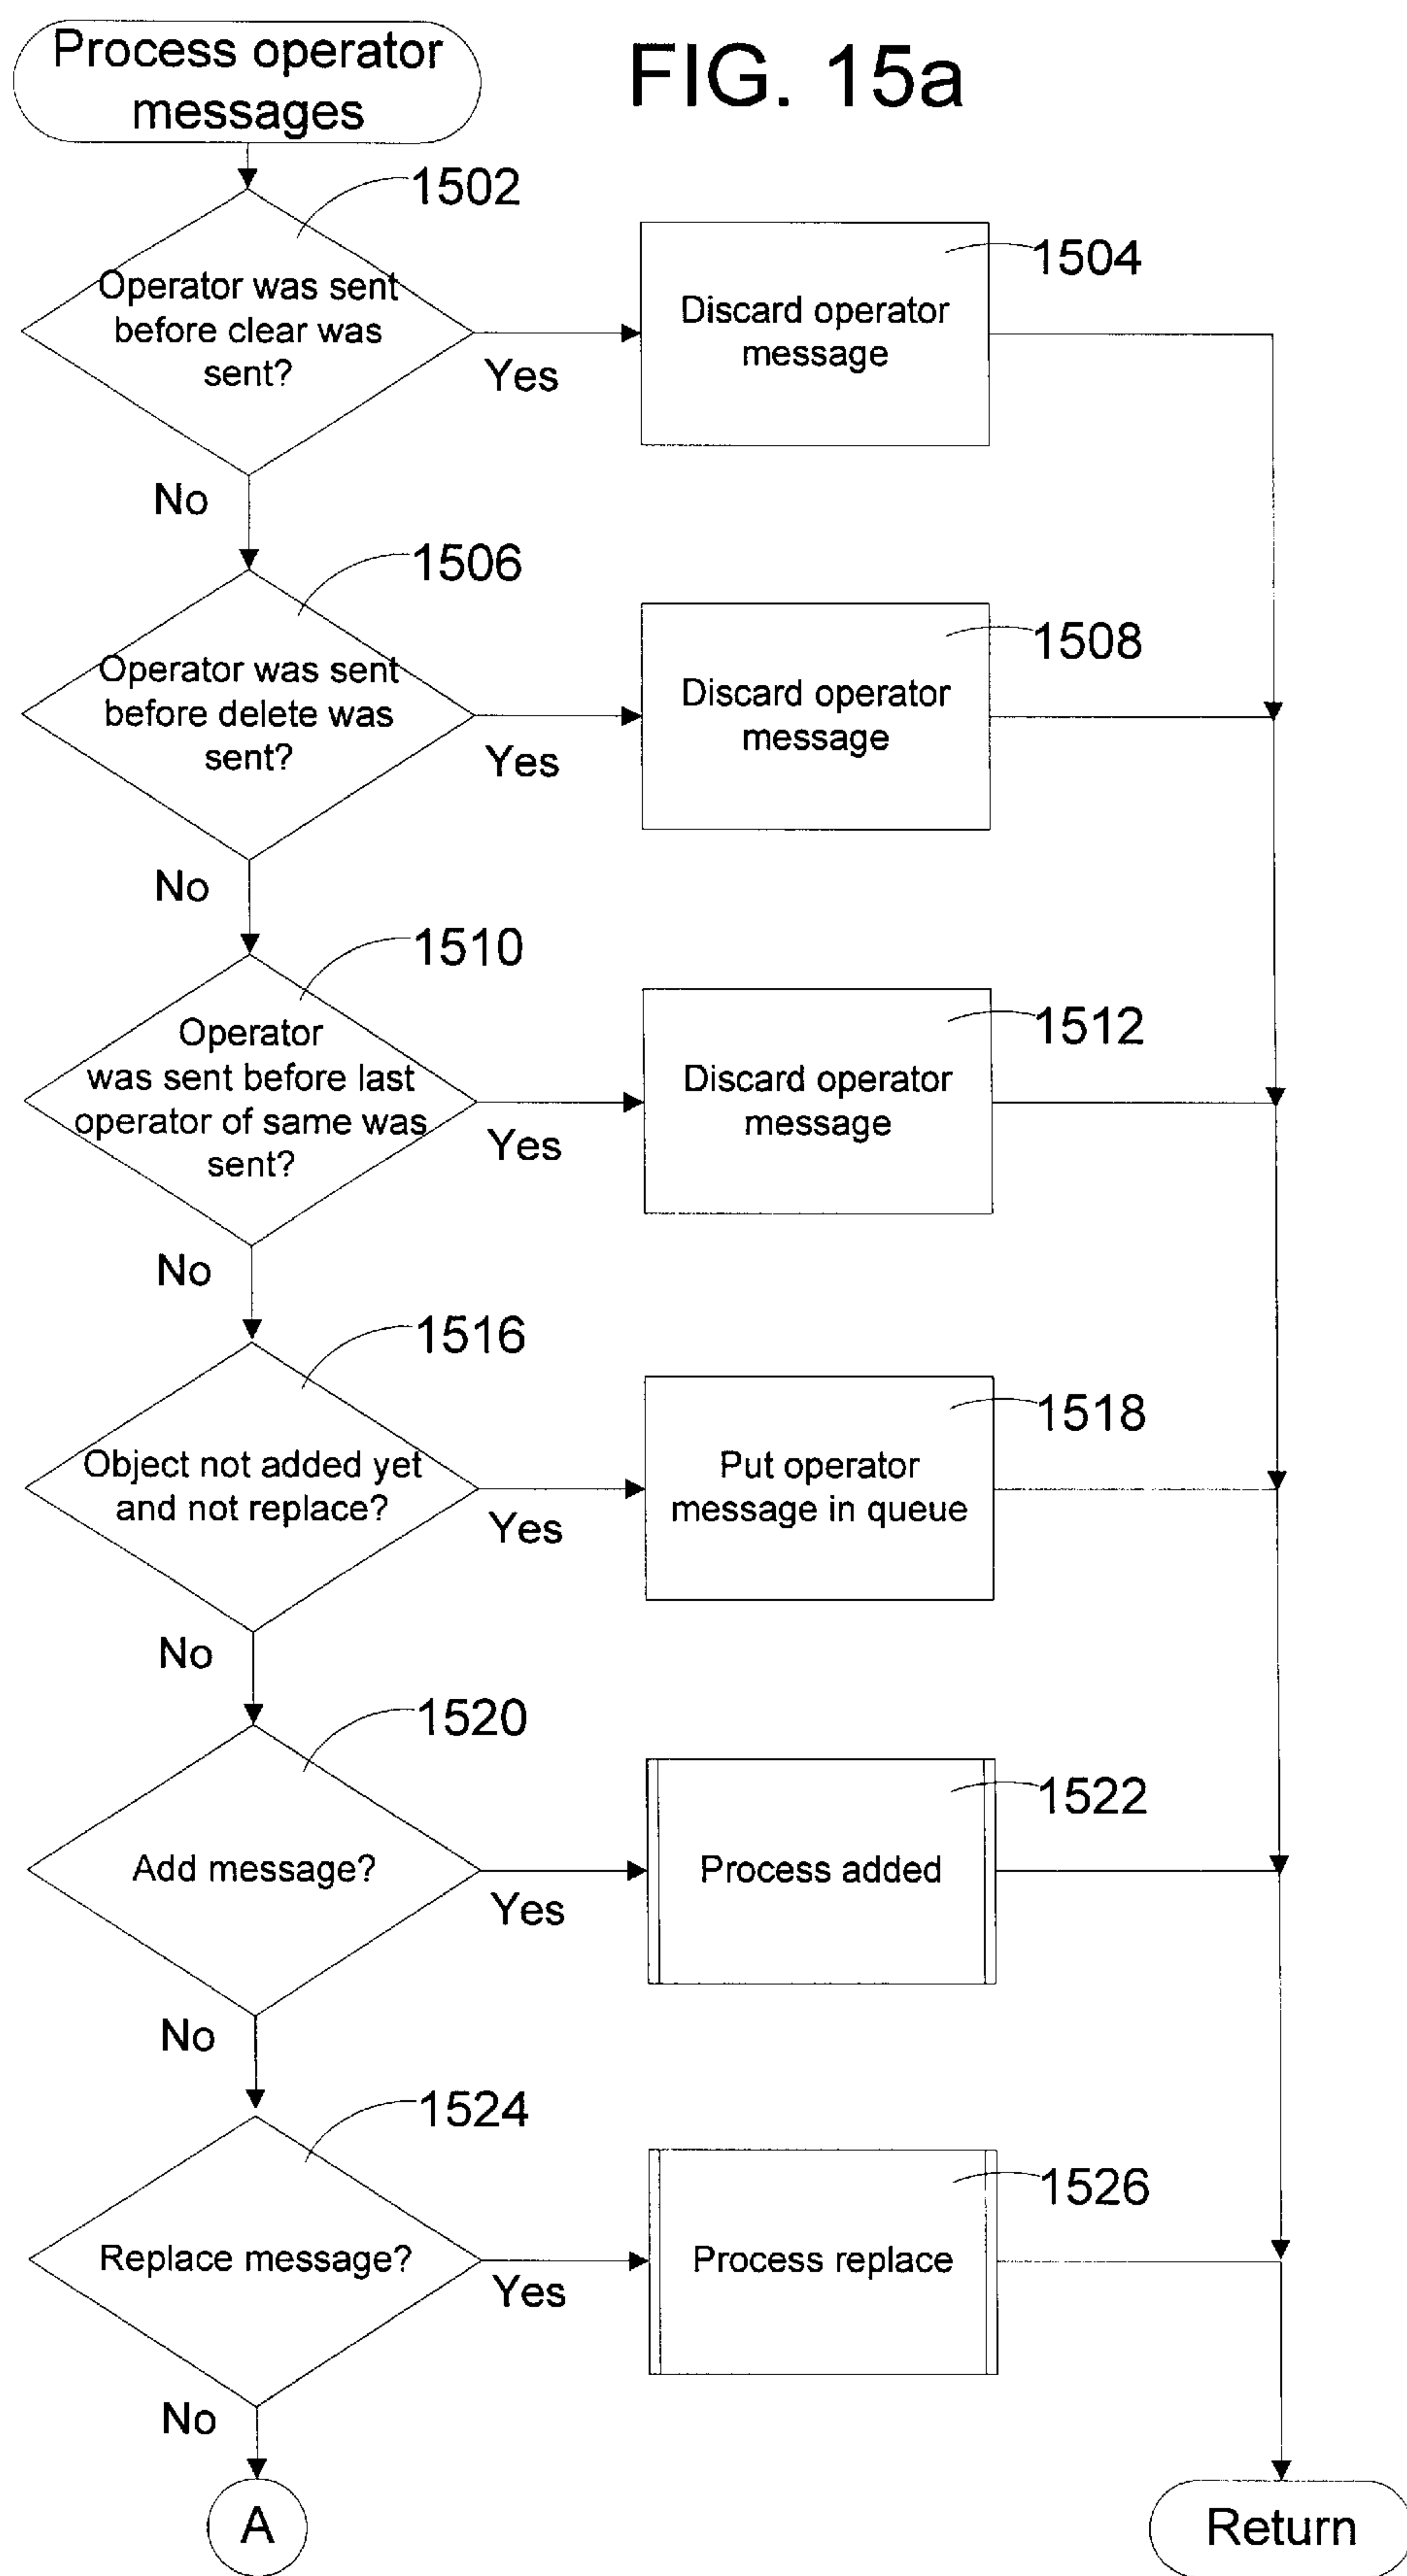 Process operator
messages
FIG. 15a
1502
Operator was sent
before clear was
sent?
Yes
No
1504
Discard operator
message
1506
Operator was sent
before delete was
sent?
Yes
No
1508
Discard operator
message
1510
Operator
was sent before last
operator of same was
sent?
Yes
No
1512
Discard operator
message
1516
Object not added yet
and not replace?
Yes
No
1518
Put operator
message in queue
1520
Add message?
Yes
No
1522
Process added
1524
Replace message?
Yes
No
1526
Process replace
A
Return